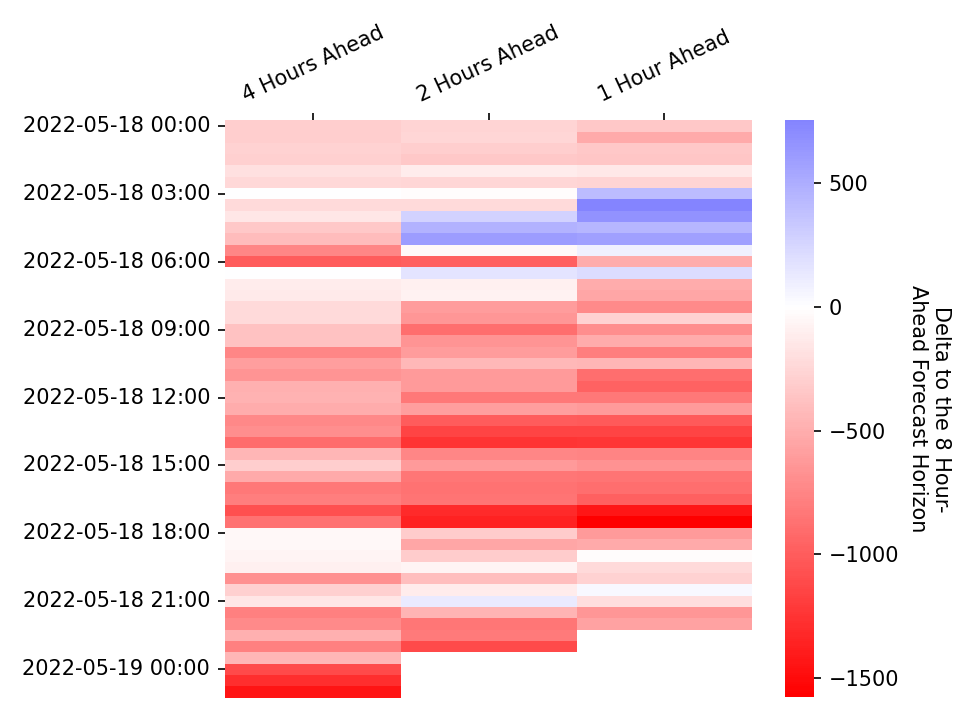 4 Hours Ahead
2 Hours Ahead
1 Hour Ahead
2022-05-18 00:00
2022-05-18 03:00
2022-05-18 06:00
2022-05-18 09:00
2022-05-18 12:00
2022-05-18 15:00
2022-05-18 18:00
2022-05-18 21:00
2022-05-19 00:00
500
0
−500
−1000
−1500
Delta to the 8 Hour-
Ahead Forecast Horizon